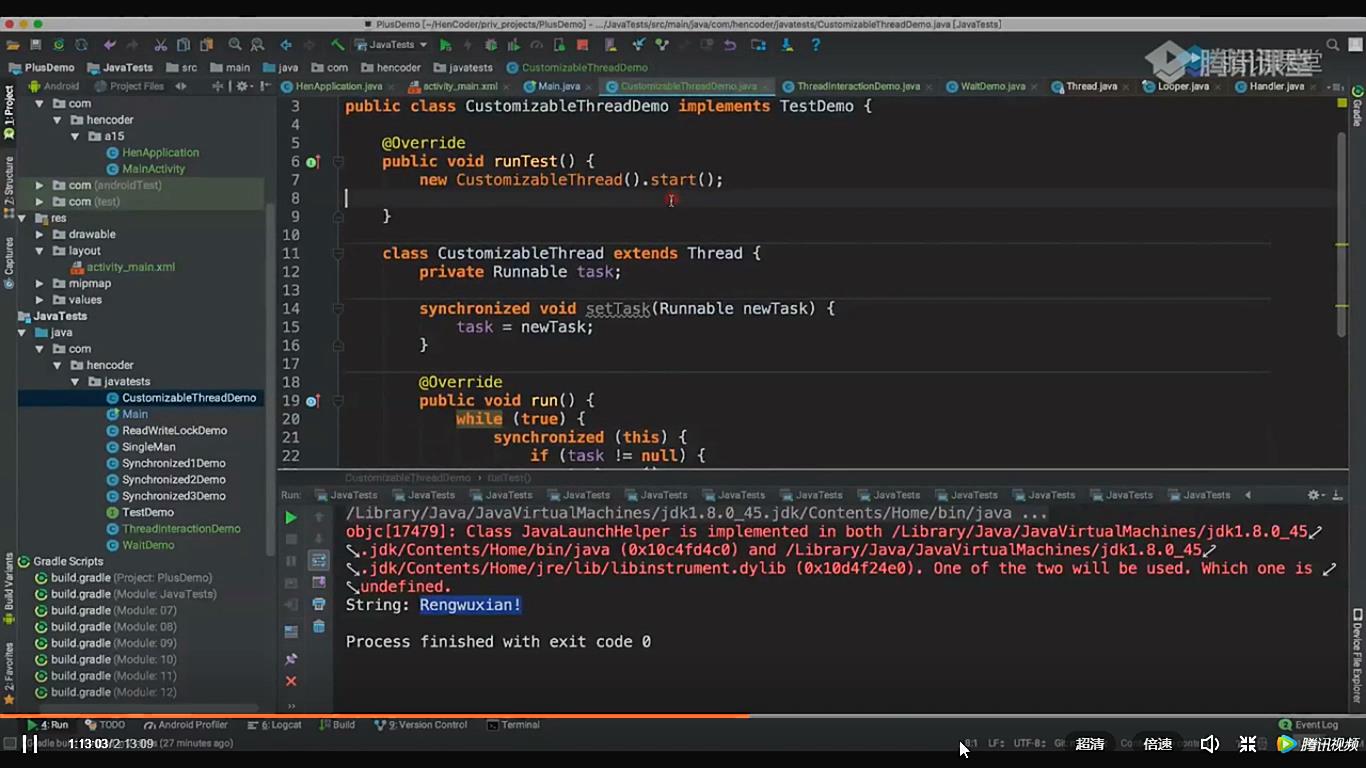 PlusDemo [~/HenCoder/priv_projects/PlusDemo] - .../JavaTests/src/main/java/com/hencoder/javatests/CustomizableThreadDemo.java [JavaTests]
JavaTests
PlusDemo JavaTests src main java com hencoder javatests CustomizableThreadDemo
腾讯课堂
Android Project Files
HenApplication.java activity_main.xml Main.java CustomizableThreadDemo.java ThreadInteractionDemo.java WaitDemo.java Thread.java Looper.java Handler.java
1: Project
7: Structure
Captures
Build Variants
2: Favorites
Gradle
Device File Explorer
com
hencoder
a15
HenApplication
MainActivity
com (androidTest)
com (test)
res
drawable
layout
activity_main.xml
mipmap
values
JavaTests
java
com
hencoder
javatests
CustomizableThreadDemo
Main
ReadWriteLockDemo
SingleMan
Synchronized1Demo
Synchronized2Demo
Synchronized3Demo
TestDemo
ThreadInteractionDemo
WaitDemo
Gradle Scripts
build.gradle (Project: PlusDemo)
build.gradle (Module: JavaTests)
build.gradle (Module: 07)
build.gradle (Module: 08)
build.gradle (Module: 09)
build.gradle (Module: 10)
build.gradle (Module: 11)
build.gradle (Module: 12)
3 public class CustomizableThreadDemo implements TestDemo {
4
5 @Override
6 public void runTest() {
7 new CustomizableThread().start();
8
9 }
10
11 class CustomizableThread extends Thread {
12 private Runnable task;
13
14 synchronized void setTask(Runnable newTask) {
15 task = newTask;
16 }
17
18 @Override
19 public void run() {
20 while (true) {
21 synchronized (this) {
22 if (task != null) {
CustomizableThreadDemo › runTest()
Run: JavaTests JavaTests JavaTests JavaTests JavaTests JavaTests JavaTests JavaTests JavaTests JavaTests JavaTests JavaTests
/Library/Java/JavaVirtualMachines/jdk1.8.0_45.jdk/Contents/Home/bin/java ...
objc[17479]: Class JavaLaunchHelper is implemented in both /Library/Java/JavaVirtualMachines/jdk1.8.0_45
.jdk/Contents/Home/bin/java (0x10c4fd4c0) and /Library/Java/JavaVirtualMachines/jdk1.8.0_45
.jdk/Contents/Home/jre/lib/libinstrument.dylib (0x10d4f24e0). One of the two will be used. Which one is
undefined.
String: Rengwuxian!
Process finished with exit code 0
4: Run TODO Android Profiler 6: Logcat Build 9: Version Control Terminal Event Log
1:13:03/2:13:09
(27 minutes ago)
8:1 LF÷ UTF-8÷
超清 倍速 腾讯视频